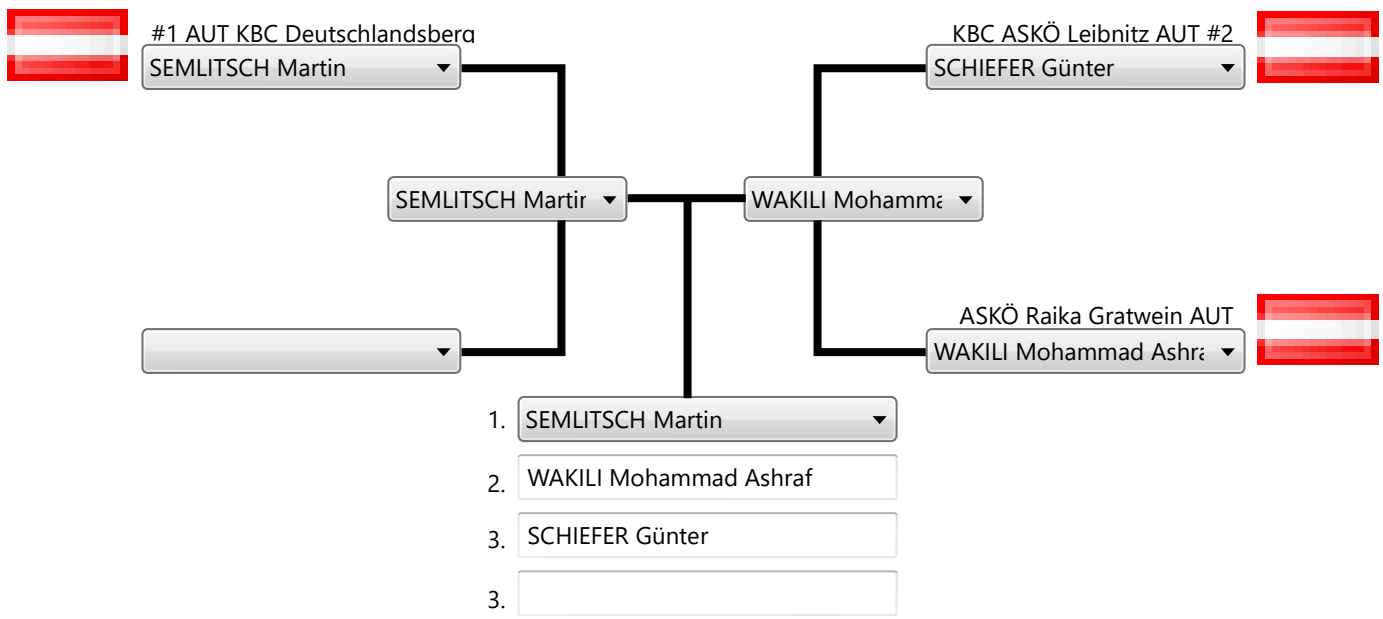 #1 AUT KBC Deutschlandsberg
KBC ASKÖ Leibnitz AUT #2
SEMLITSCH Martin
SCHIEFER Günter
SEMLITSCH Martin
WAKILI Mohamma
ASKÖ Raika Gratwein AUT
WAKILI Mohammad Ashra
1. SEMLITSCH Martin
2. WAKILI Mohammad Ashraf
3. SCHIEFER Günter
3.